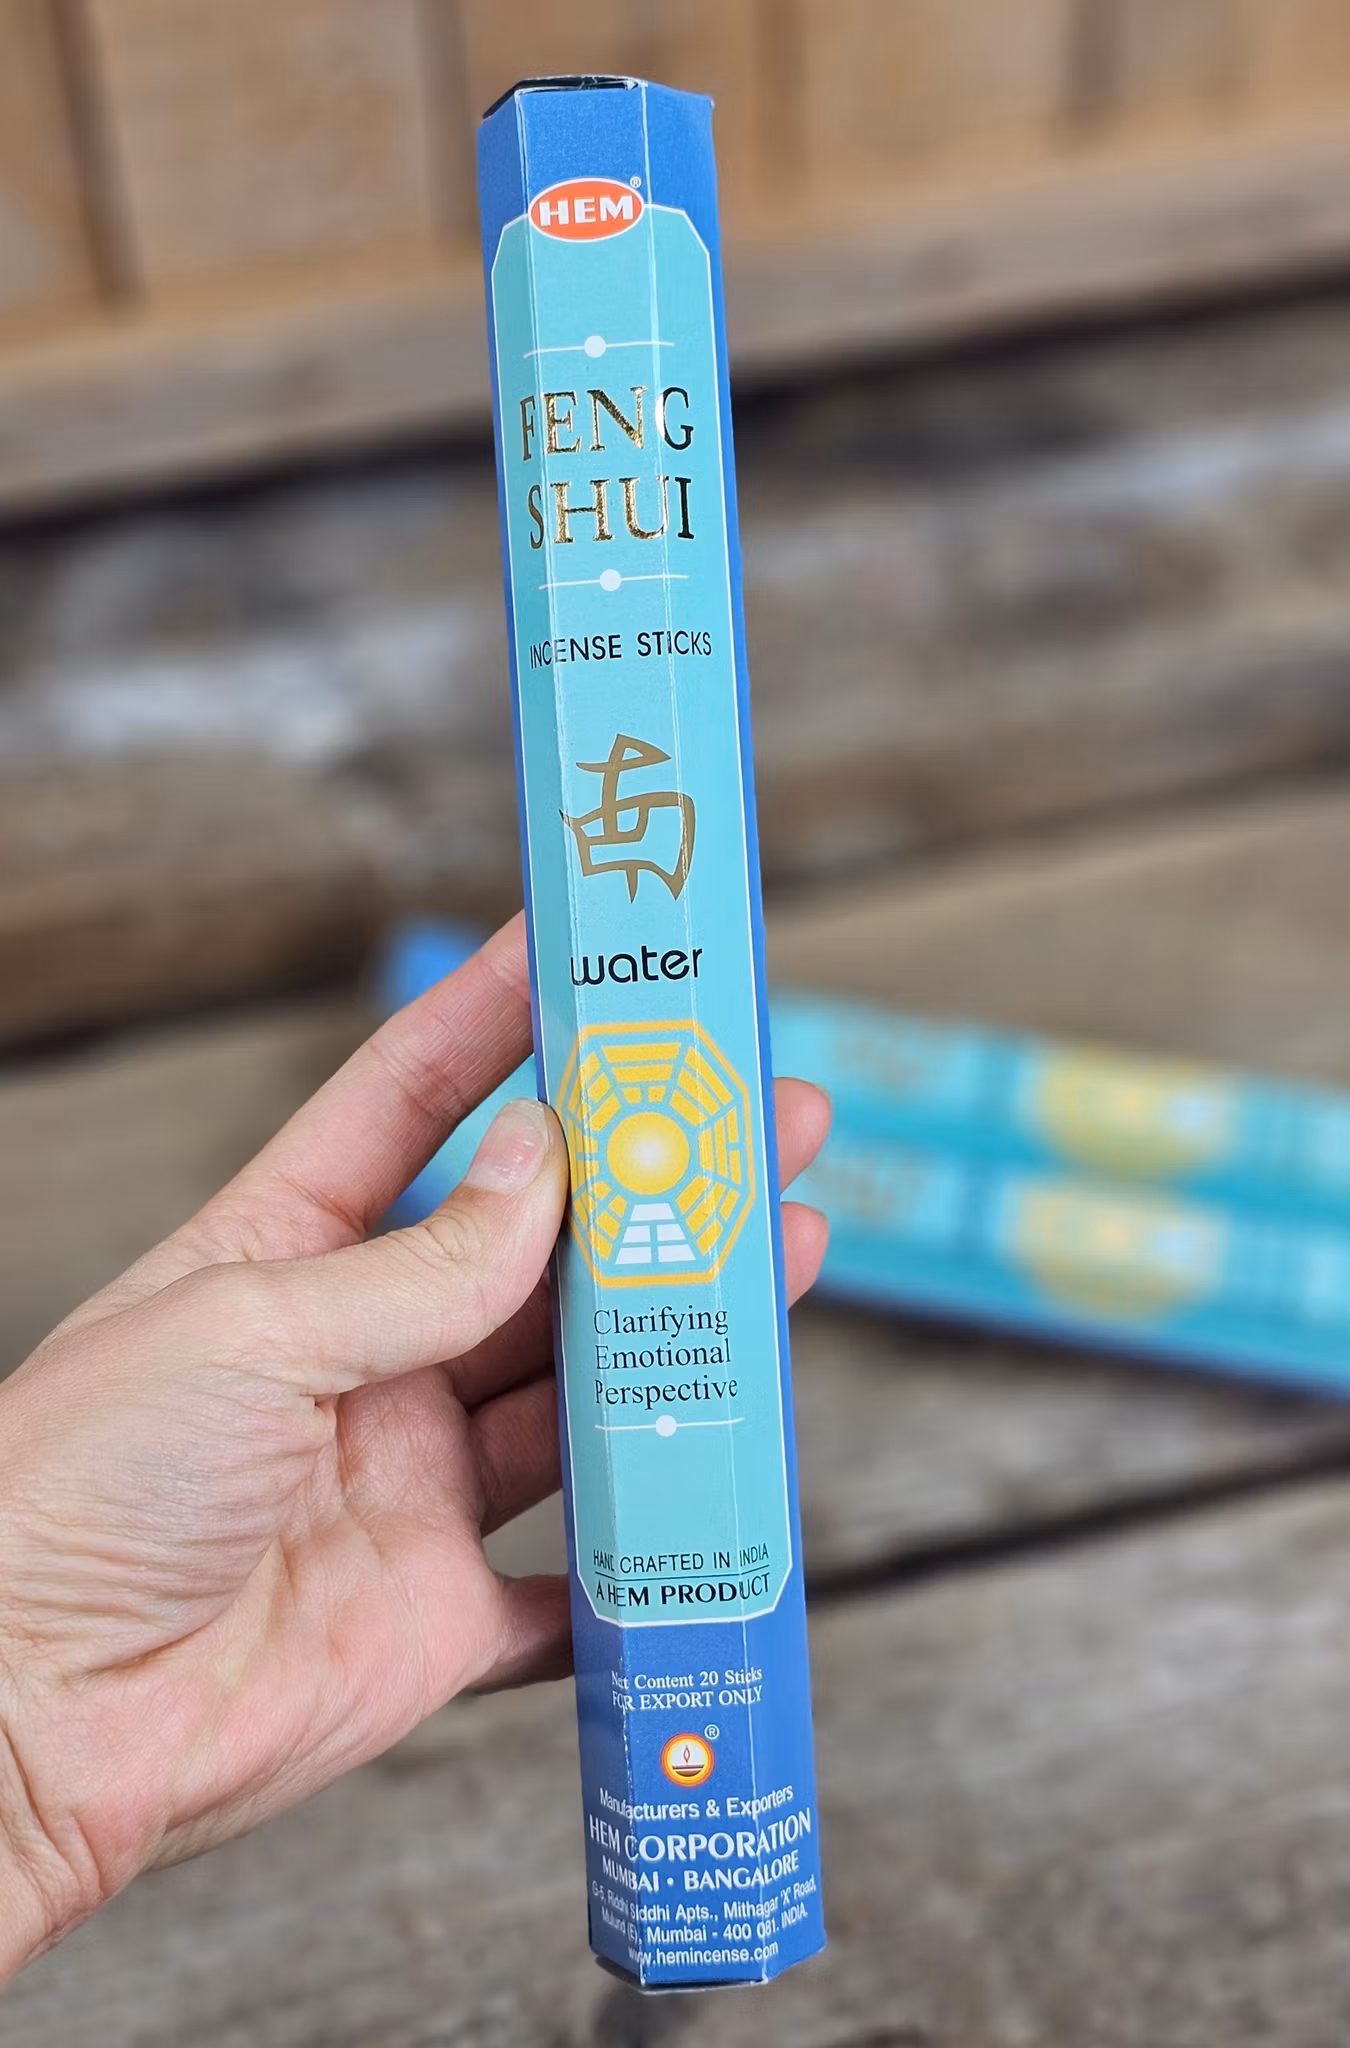 HEM®
FENG
SHUI
INCENSE STICKS
water
Clarifying
Emotional
Perspective
HAND CRAFTED IN INDIA
A HEM PRODUCT
Net Content 20 Sticks
FOR EXPORT ONLY
®
Manufacturers & Exporters
HEM CORPORATION
MUMBAI • BANGALORE
G-5, Riddhi Siddhi Apts., Mithagar 'X' Road,
Mulund (E), Mumbai - 400 081. INDIA.
www.hemincense.com